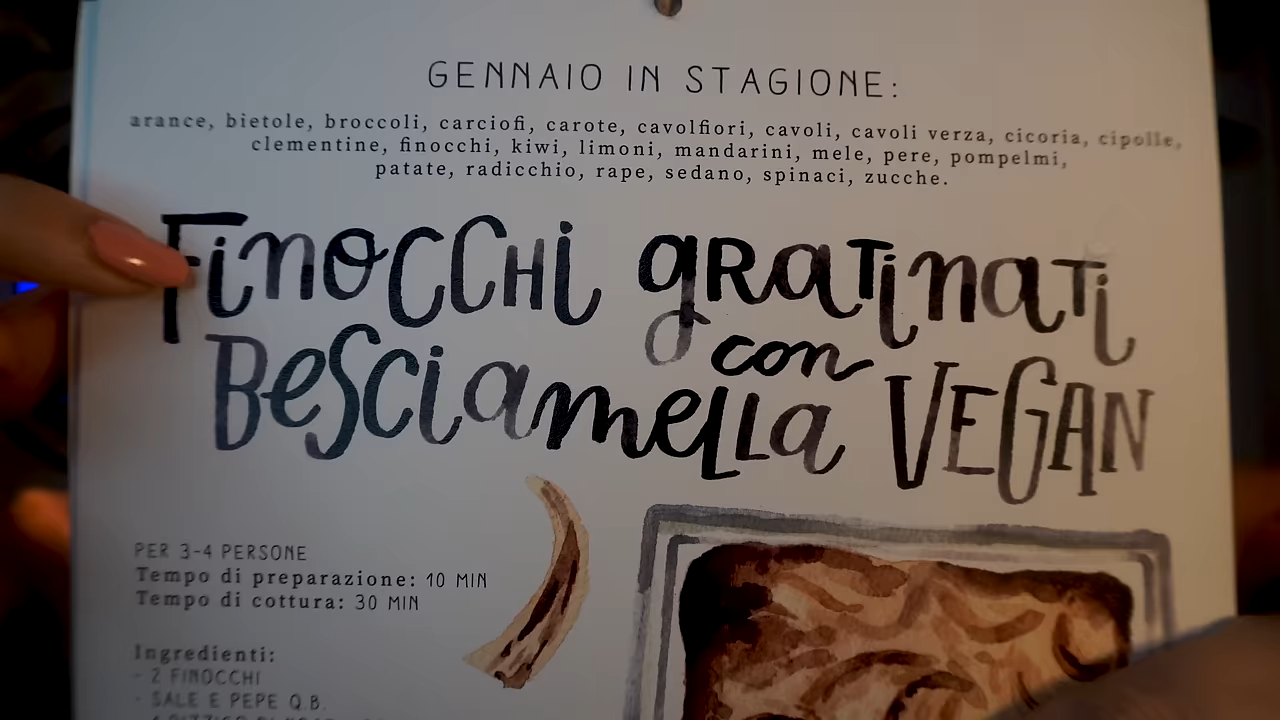 GENNAIO IN STAGIONE:
arance, bietole, broccoli, carciofi, carote, cavolfiori, cavoli, cavoli verza, cicoria, cipolle,
clementine, finocchi, kiwi, limoni, mandarini, mele, pere, pompelmi,
patate, radicchio, rape, sedano, spinaci, zucche.
Finocchi gratinati
con
Besciamella VEGAN
PER 3-4 PERSONE
Tempo di preparazione: 10 MIN
Tempo di cottura: 30 MIN
Ingredienti:
- 2 FINOCCHI
- SALE E PEPE Q.B.